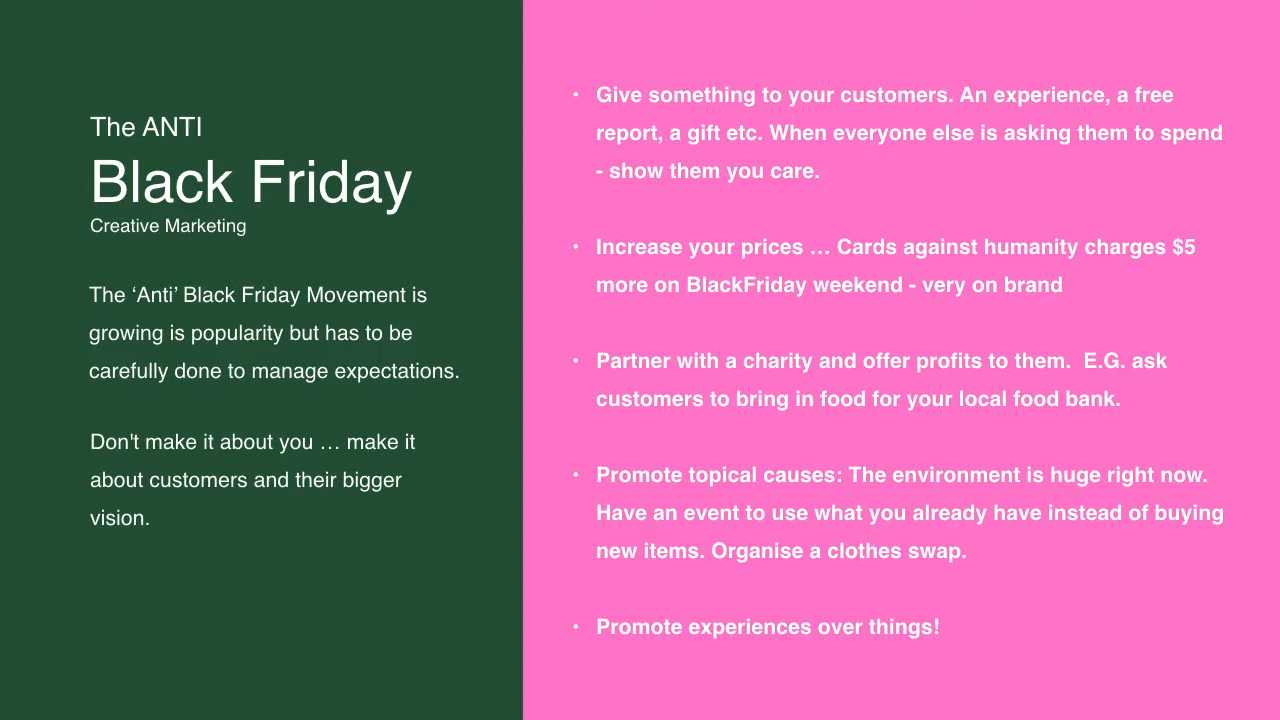 The ANTI
Black Friday
Creative Marketing
The ‘Anti’ Black Friday Movement is
growing is popularity but has to be
carefully done to manage expectations.
Don't make it about you … make it
about customers and their bigger
vision.
• Give something to your customers. An experience, a free
report, a gift etc. When everyone else is asking them to spend
- show them you care.
• Increase your prices … Cards against humanity charges $5
more on BlackFriday weekend - very on brand
• Partner with a charity and offer profits to them.  E.G. ask
customers to bring in food for your local food bank.
• Promote topical causes: The environment is huge right now.
Have an event to use what you already have instead of buying
new items. Organise a clothes swap.
• Promote experiences over things!